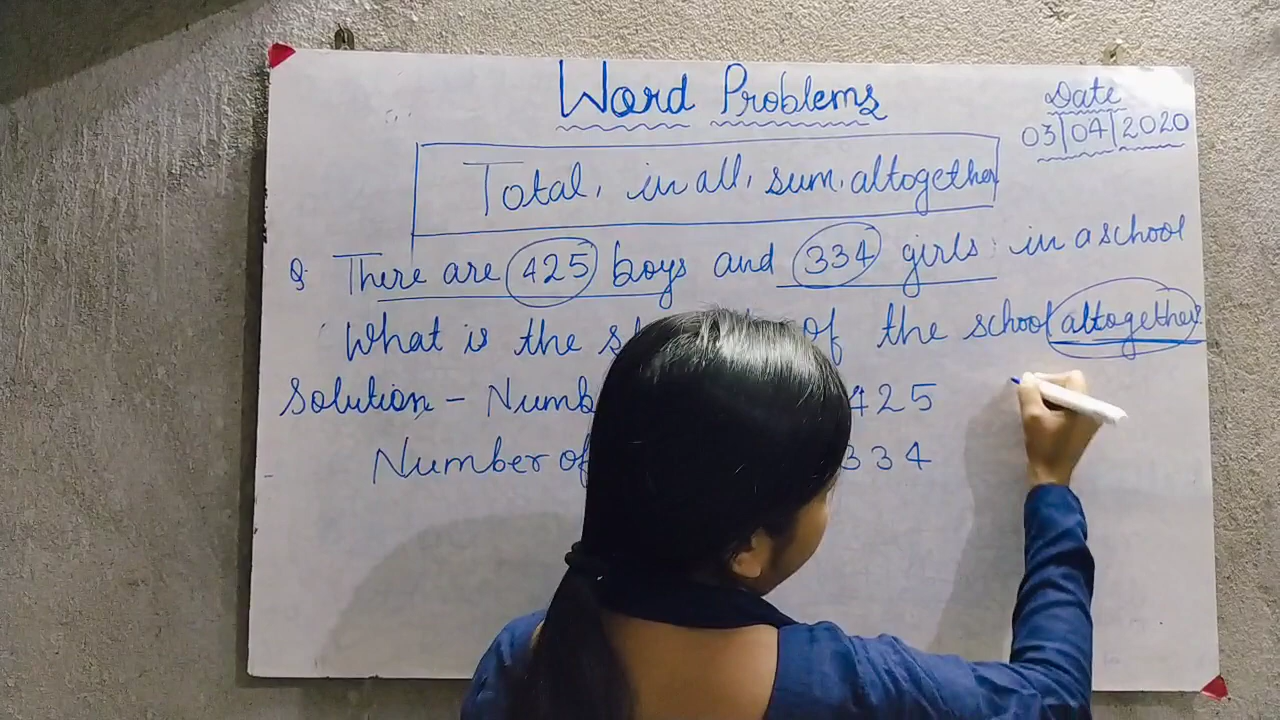 Word Problems
Date
03|04|2020
Total, in all, sum, altogether
Q. There are 425 boys and 334 girls in a school
What is the of the school altogether?
Solution - Numb 425
Number of 334